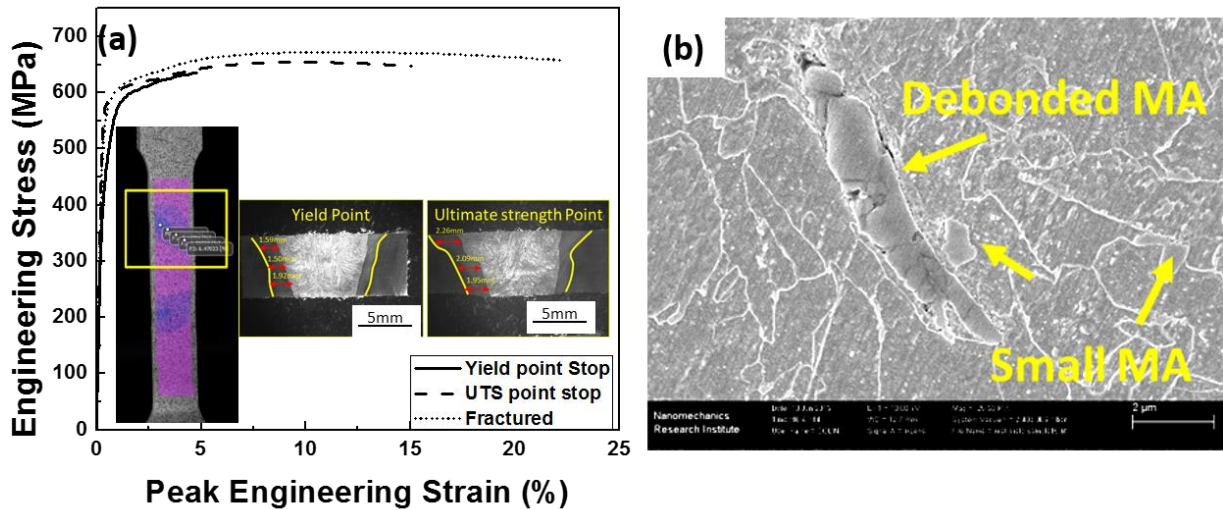 (a)
Engineering Stress (MPa)
700
600
500
400
300
200
100
0
0 5 10 15 20 25
Peak Engineering Strain (%)
Yield Point
1.59mm
1.50mm
1.92mm
5mm
Ultimate strength Point
2.26mm
2.09mm
1.95mm
5mm
Yield point Stop
UTS point stop
Fractured
(b)
Debonded MA
Small MA
Nanomechanics
Research Institute
2 µm